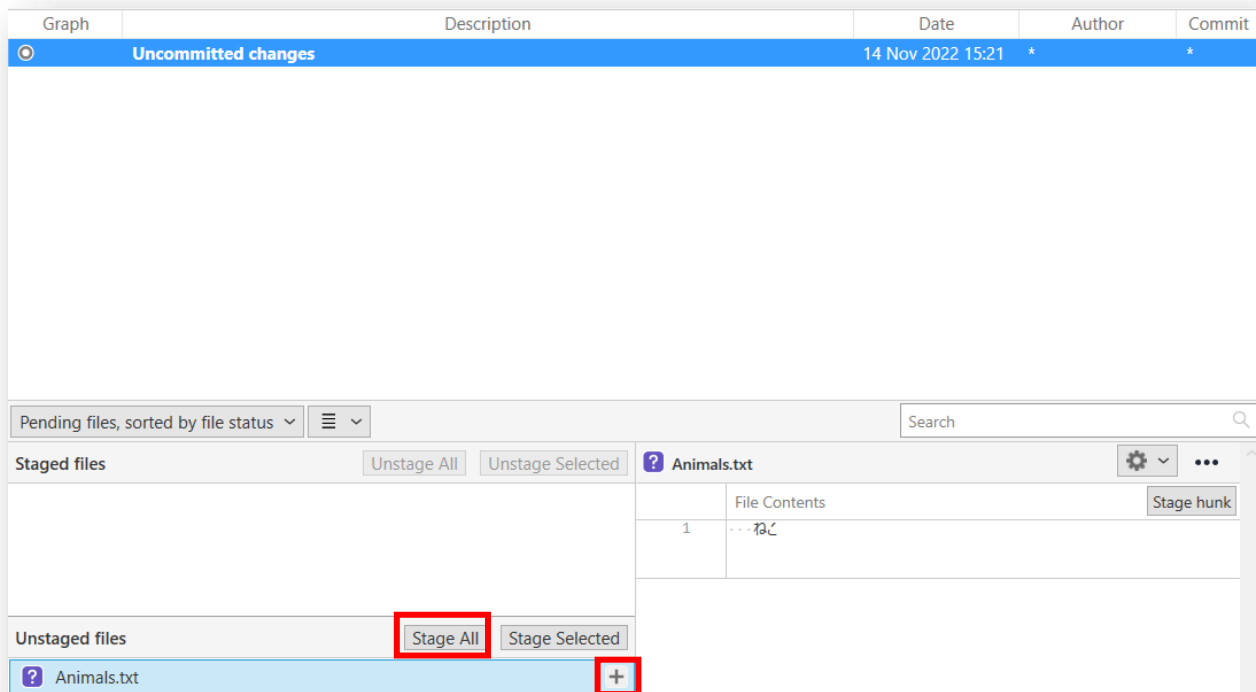 Graph Description Date Author Commit
Uncommitted changes 14 Nov 2022 15:21 * *
Pending files, sorted by file status Search
Staged files Unstage All Unstage Selected ? Animals.txt •••
File Contents Stage hunk
1 ···ねこ
Unstaged files Stage All Stage Selected
? Animals.txt +